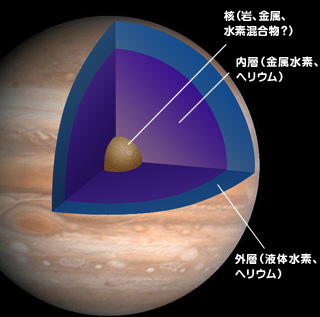 核(岩、金属、
水素混合物?)
内層(金属水素、
ヘリウム)
外層(液体水素、
ヘリウム)